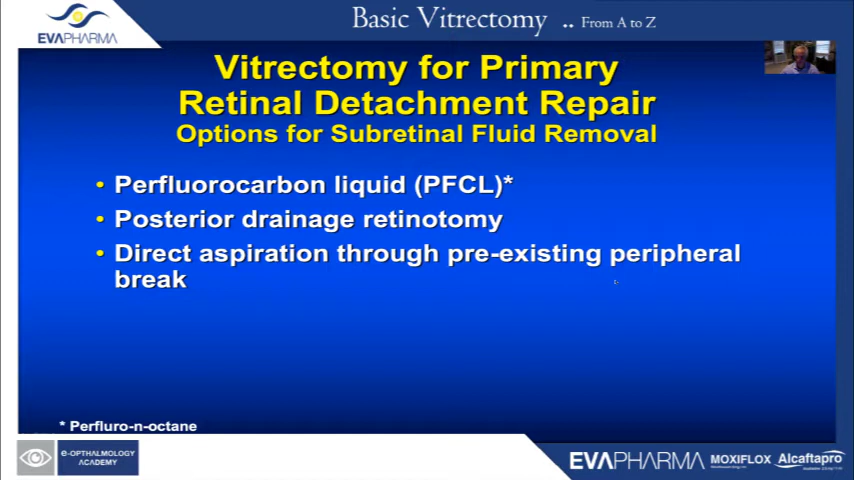 Basic Vitrectomy .. From A to Z
EVAPHARMA
Vitrectomy for Primary
Retinal Detachment Repair
Options for Subretinal Fluid Removal
• Perfluorocarbon liquid (PFCL)*
• Posterior drainage retinotomy
• Direct aspiration through pre-existing peripheral
break
* Perfluro-n-octane
e-OPTHALMOLOGY
ACADEMY
EVAPHARMA MOXIFLOX Alcaftapro